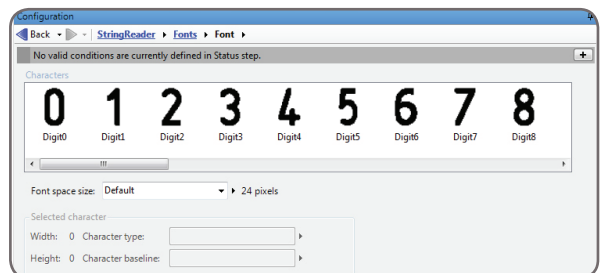 Configuration
Back StringReader Fonts Font
No valid conditions are currently defined in Status step.
Characters
0 1 2 3 4 5 6 7 8
Digit0 Digit1 Digit2 Digit3 Digit4 Digit5 Digit6 Digit7 Digit8
Font space size: Default 24 pixels
Selected character
Width: 0 Character type:
Height: 0 Character baseline: